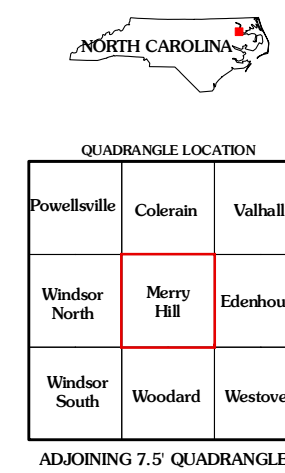 NORTH CAROLINA
QUADRANGLE LOCATION
Powellsville Colerain Valhall
Windsor
North
Merry
Hill
Edenhou
Windsor
South
Woodard Westove
ADJOINING 7.5' QUADRANGLE